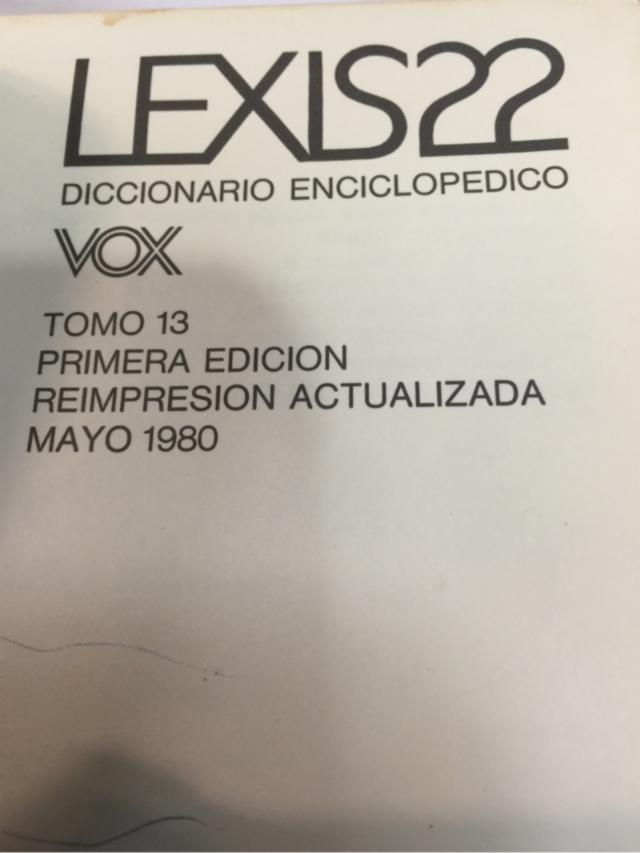 LEXIS22
DICCIONARIO ENCICLOPEDICO
VOX
TOMO 13
PRIMERA EDICION
REIMPRESION ACTUALIZADA
MAYO 1980